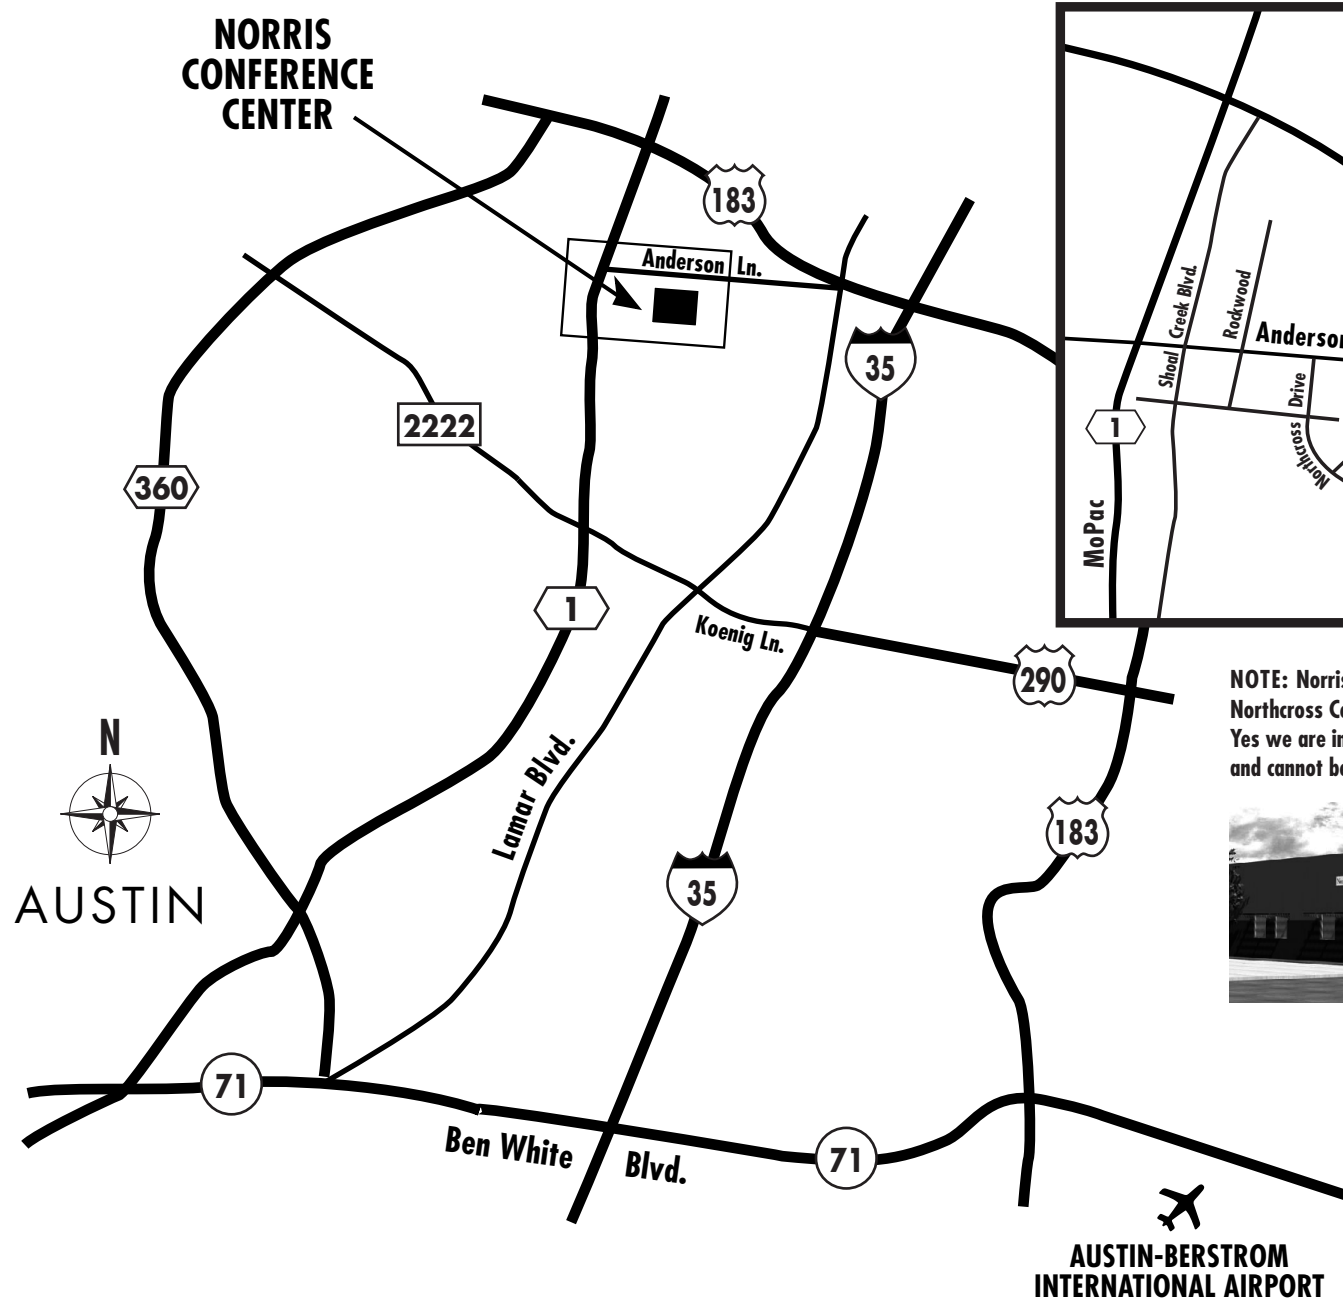 NORRIS
CONFERENCE
CENTER
183
Anderson Ln.
35
2222
360
1
Koenig Ln.
290
Lamar Blvd.
N
AUSTIN
183
35
71
Ben White Blvd.
71
AUSTIN-BERSTROM
INTERNATIONAL AIRPORT
Shoal Creek Blvd.
Rockwood
Anderson
Northcross Drive
1
MoPac
NOTE: Norris
Northcross
Yes we are
and cannot